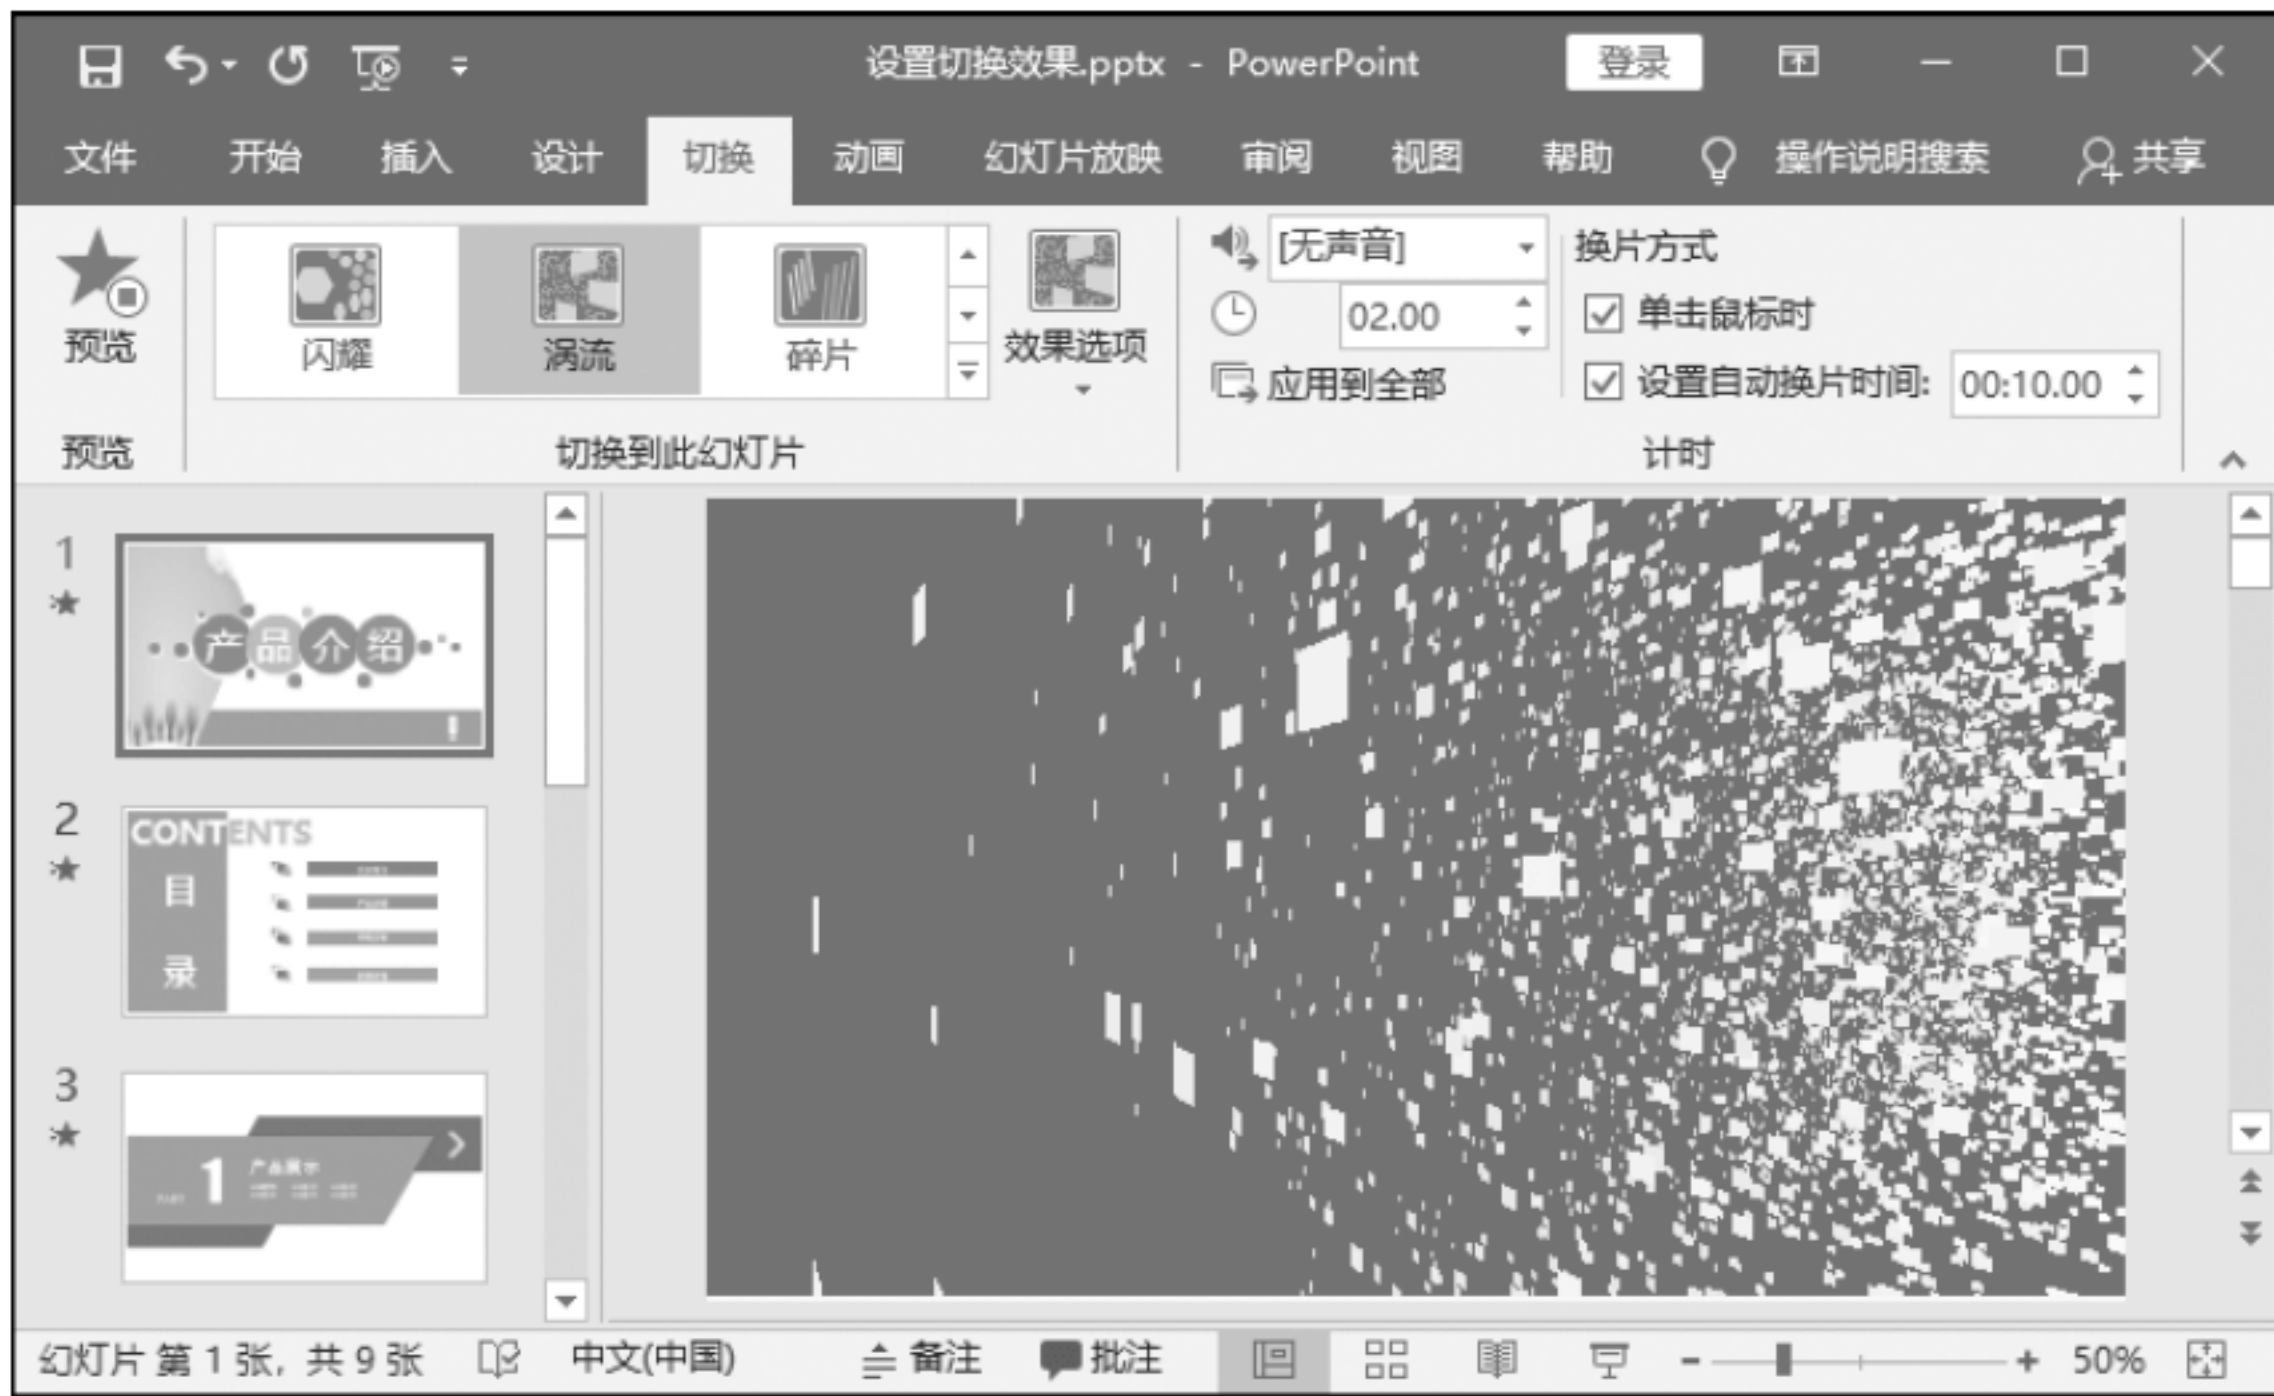 设置切换效果.pptx - PowerPoint 登录
文件 开始 插入 设计 切换 动画 幻灯片放映 审阅 视图 帮助 操作说明搜索 共享
预览
闪耀 涡流 碎片
效果选项
[无声音]
02.00
应用到全部
换片方式
单击鼠标时
设置自动换片时间: 00:10.00
预览 切换到此幻灯片 计时
1
产品介绍
2
CONTENTS
目
录
3
1 产品展示
幻灯片 第 1 张, 共 9 张 中文(中国) 备注 批注 50%